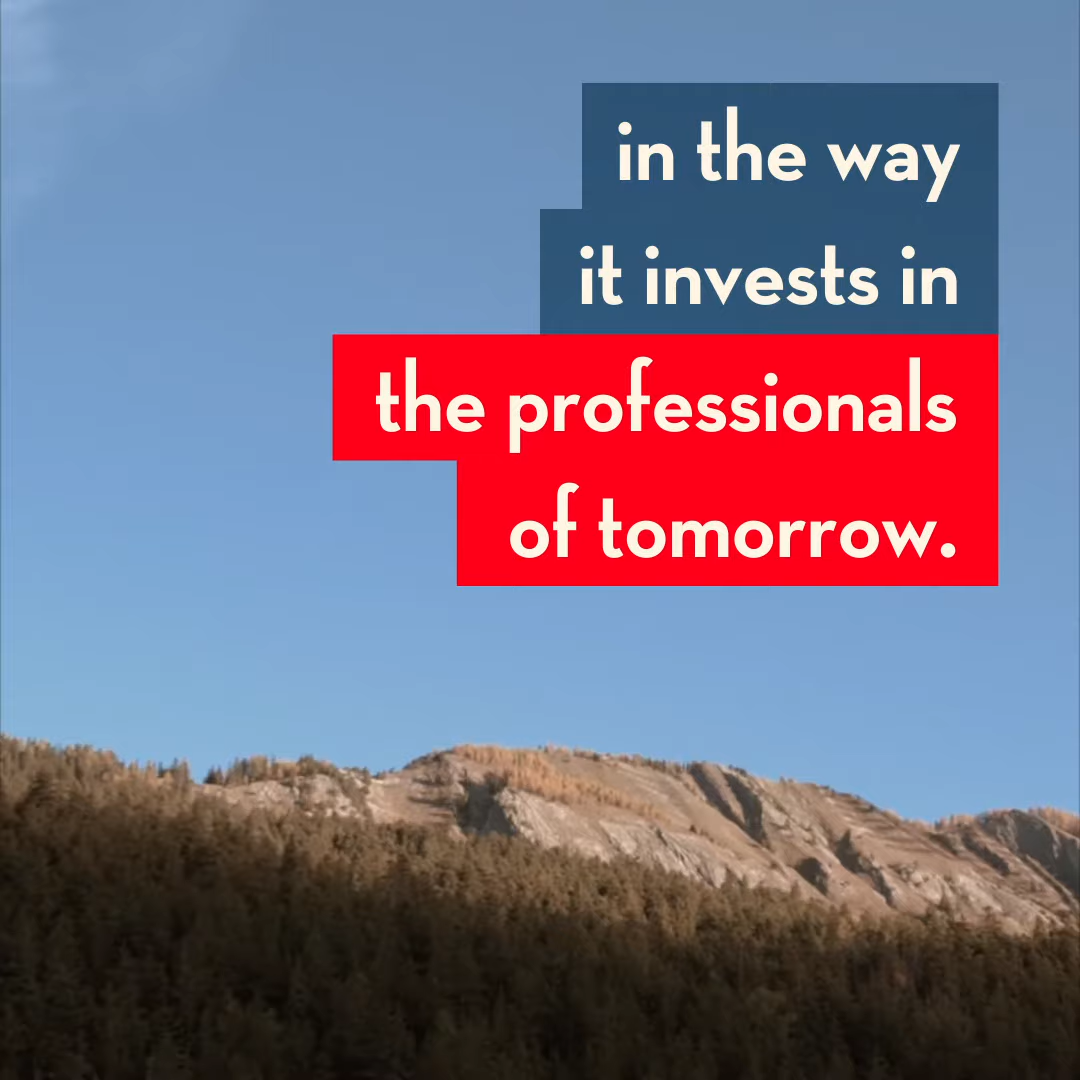 in the way
it invests in
the professionals
of tomorrow.